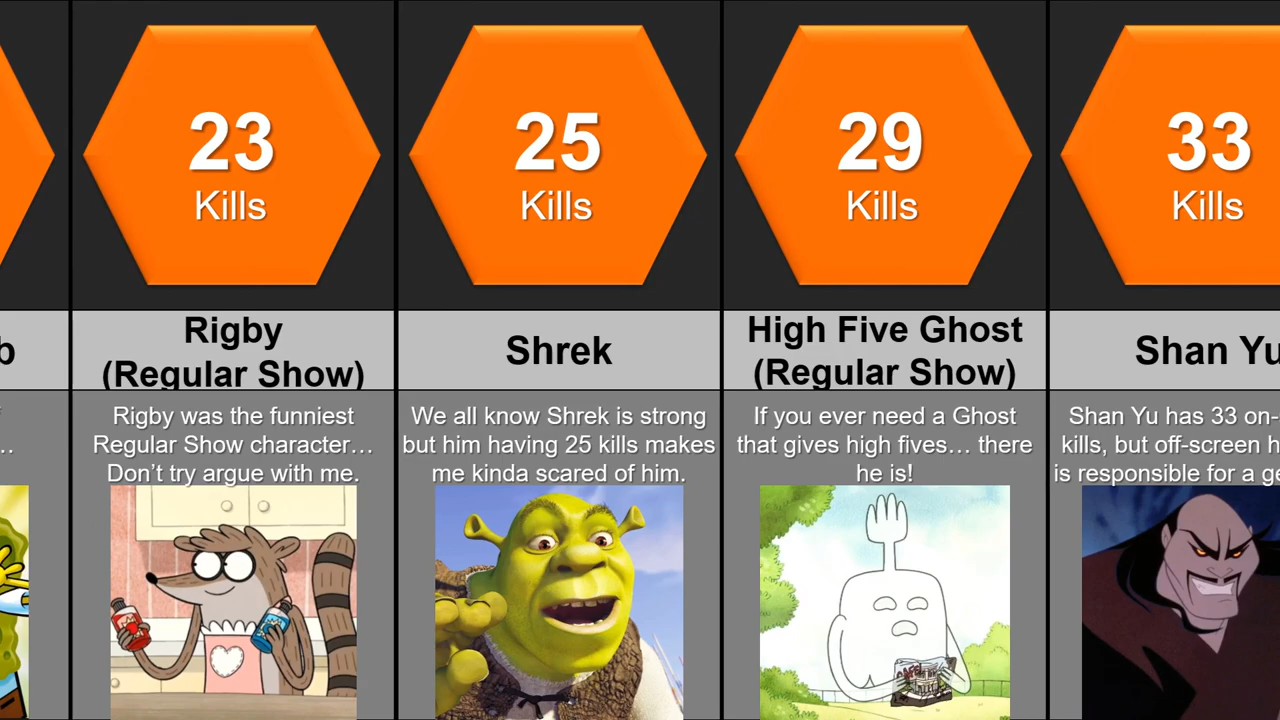 23
Kills
Rigby
(Regular Show)
Rigby was the funniest
Regular Show character…
Don't try argue with me.
25
Kills
Shrek
We all know Shrek is strong
but him having 25 kills makes
me kinda scared of him.
29
Kills
High Five Ghost
(Regular Show)
If you ever need a Ghost
that gives high fives… there
he is!
33
Kills
Shan Yu
Shan Yu has 33 on-
kills, but off-screen h
is responsible for a ge
b
…